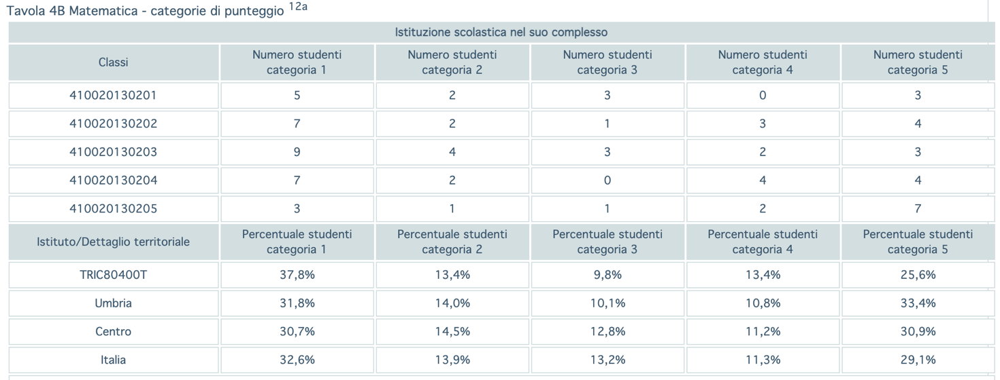 Tavola 4B Matematica - categorie di punteggio 12a
Istituzione scolastica nel suo complesso
Classi | Numero studenti categoria 1 | Numero studenti categoria 2 | Numero studenti categoria 3 | Numero studenti categoria 4 | Numero studenti categoria 5
410020130201 | 5 | 2 | 3 | 0 | 3
410020130202 | 7 | 2 | 1 | 3 | 4
410020130203 | 9 | 4 | 3 | 2 | 3
410020130204 | 7 | 2 | 0 | 4 | 4
410020130205 | 3 | 1 | 1 | 2 | 7
Istituto/Dettaglio territoriale | Percentuale studenti categoria 1 | Percentuale studenti categoria 2 | Percentuale studenti categoria 3 | Percentuale studenti categoria 4 | Percentuale studenti categoria 5
TRIC80400T | 37,8% | 13,4% | 9,8% | 13,4% | 25,6%
Umbria | 31,8% | 14,0% | 10,1% | 10,8% | 33,4%
Centro | 30,7% | 14,5% | 12,8% | 11,2% | 30,9%
Italia | 32,6% | 13,9% | 13,2% | 11,3% | 29,1%